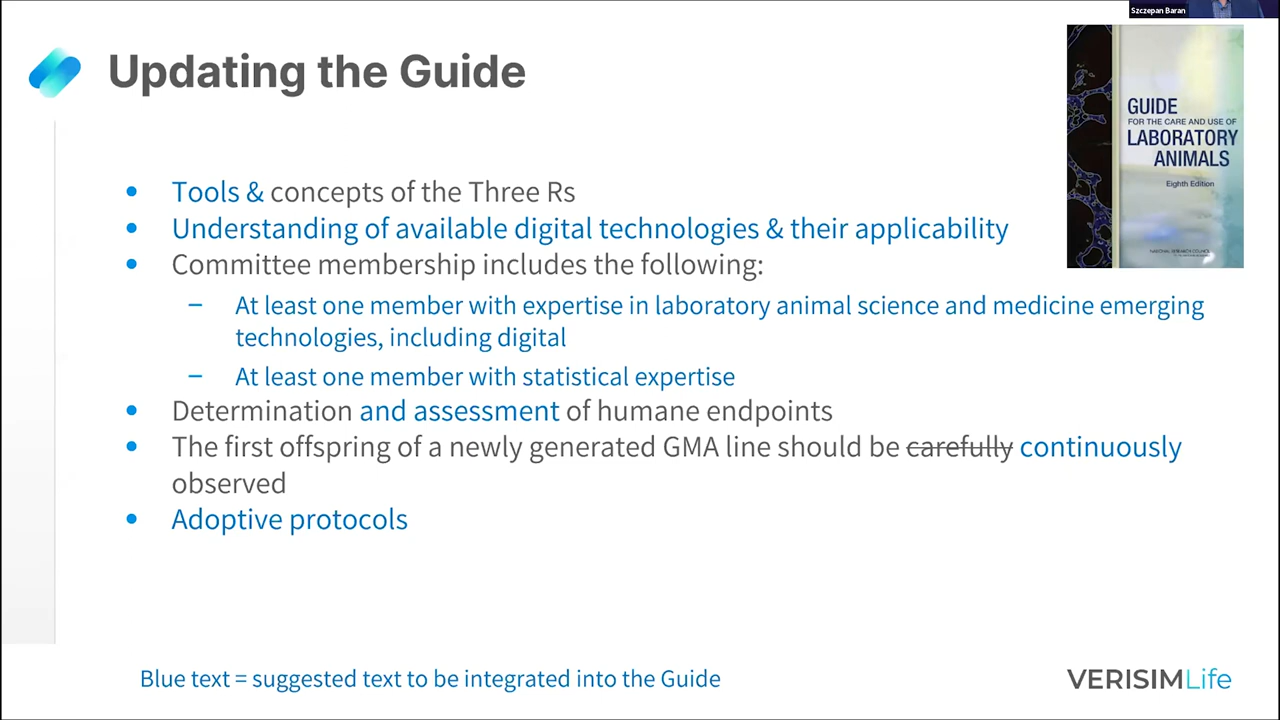 Szczepan Baran
Updating the Guide
GUIDE
FOR THE CARE AND USE OF
LABORATORY
ANIMALS
Eighth Edition
NATIONAL RESEARCH COUNCIL
• Tools & concepts of the Three Rs
• Understanding of available digital technologies & their applicability
• Committee membership includes the following:
– At least one member with expertise in laboratory animal science and medicine emerging
technologies, including digital
– At least one member with statistical expertise
• Determination and assessment of humane endpoints
• The first offspring of a newly generated GMA line should be carefully continuously
observed
• Adoptive protocols
Blue text = suggested text to be integrated into the Guide
VERISIMLife